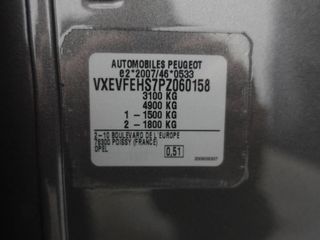 AUTOMOBILES PEUGEOT
e2*2007/46*0533
VXEVFEHS7PZ060158
3100 KG
4900 KG
1 - 1500 KG
2 - 1800 KG
2-10 BOULEVARD DE L'EUROPE
78300 POISSY (FRANCE)
OPEL
0.51